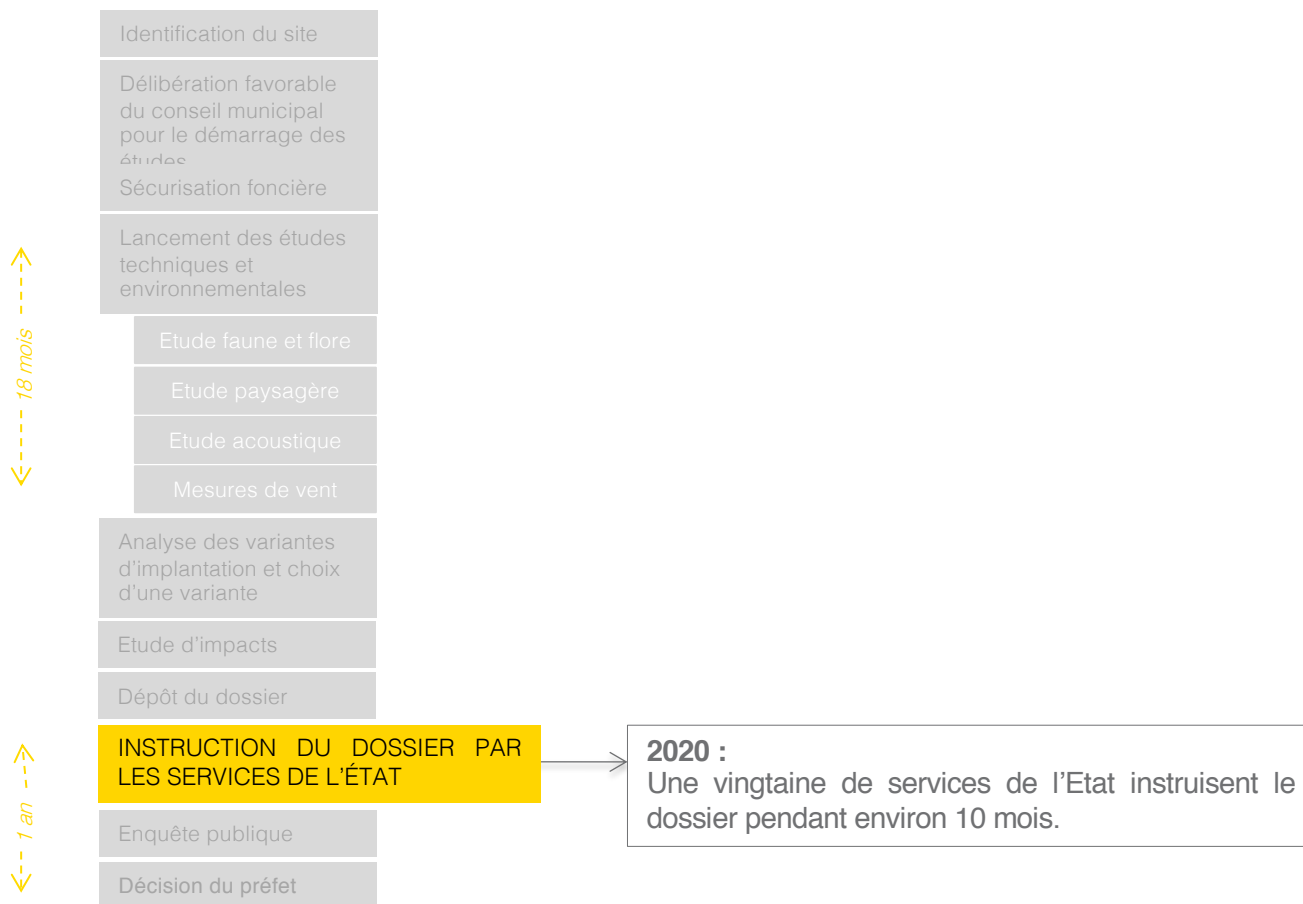 Identification du site
Délibération favorable
du conseil municipal
pour le démarrage des
études
Sécurisation foncière
Lancement des études
techniques et
environnementales
18 mois
Etude faune et flore
Etude paysagère
Etude acoustique
Mesures de vent
Analyse des variantes
d'implantation et choix
d'une variante
Etude d'impacts
Dépôt du dossier
INSTRUCTION DU DOSSIER PAR
LES SERVICES DE L'ÉTAT
2020 :
Une vingtaine de services de l'Etat instruisent le
dossier pendant environ 10 mois.
1 an
Enquête publique
Décision du préfet